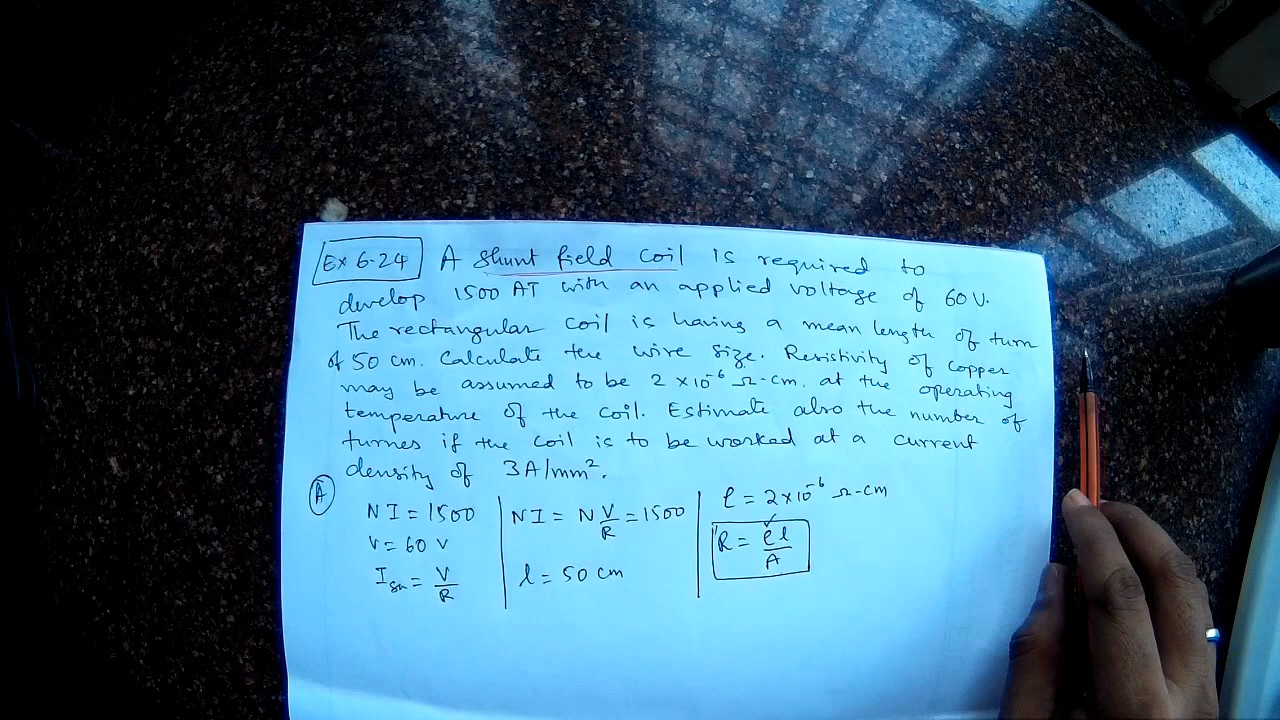 Ex 6.24 A shunt field coil is required to
develop 1500 AT with an applied voltage of 60 V.
The rectangular coil is having a mean length of turn
of 50 cm. Calculate the wire size. Resistivity of copper
may be assumed to be 2 × 10⁻⁶ Ω-cm. at the operating
temperature of the coil. Estimate also the number of
turnes if the coil is to be worked at a current
density of 3A/mm².
A
NI = 1500
V = 60 V
I_sh = V/R
NI = N V/R = 1500
l = 50 cm
ρ = 2×10⁻⁶ Ω-cm
R = ρl/A